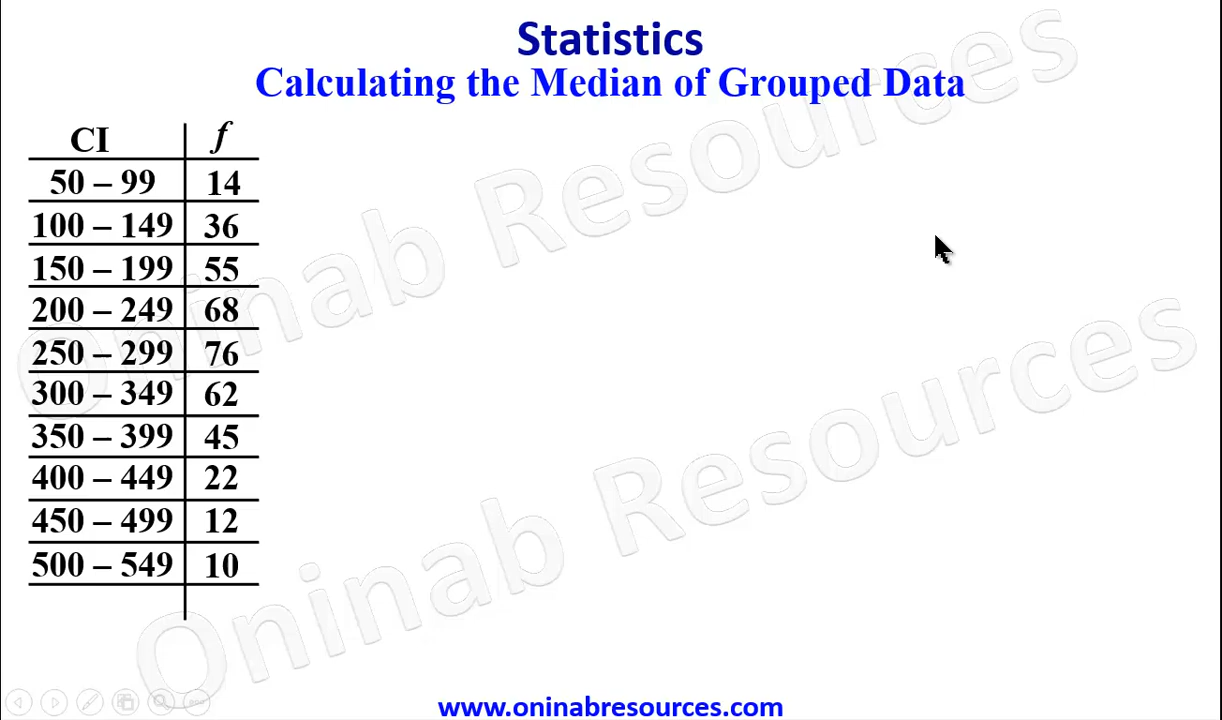 Statistics
Calculating the Median of Grouped Data
CI f
50 – 99 14
100 – 149 36
150 – 199 55
200 – 249 68
250 – 299 76
300 – 349 62
350 – 399 45
400 – 449 22
450 – 499 12
500 – 549 10
Oninab Resources
Oninab Resources
www.oninabresources.com